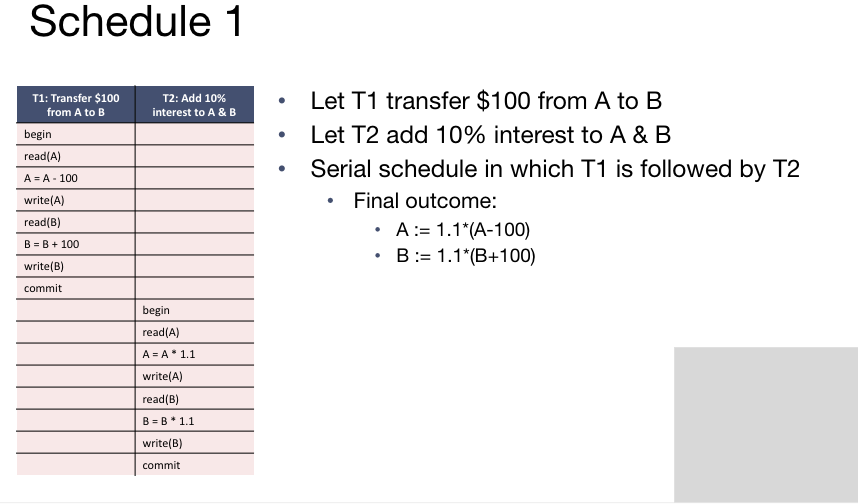 Schedule 1
T1: Transfer $100
from A to B
T2: Add 10%
interest to A & B
begin
read(A)
A = A - 100
write(A)
read(B)
B = B + 100
write(B)
commit
begin
read(A)
A = A * 1.1
write(A)
read(B)
B = B * 1.1
write(B)
commit
• Let T1 transfer $100 from A to B
• Let T2 add 10% interest to A & B
• Serial schedule in which T1 is followed by T2
• Final outcome:
• A := 1.1*(A-100)
• B := 1.1*(B+100)